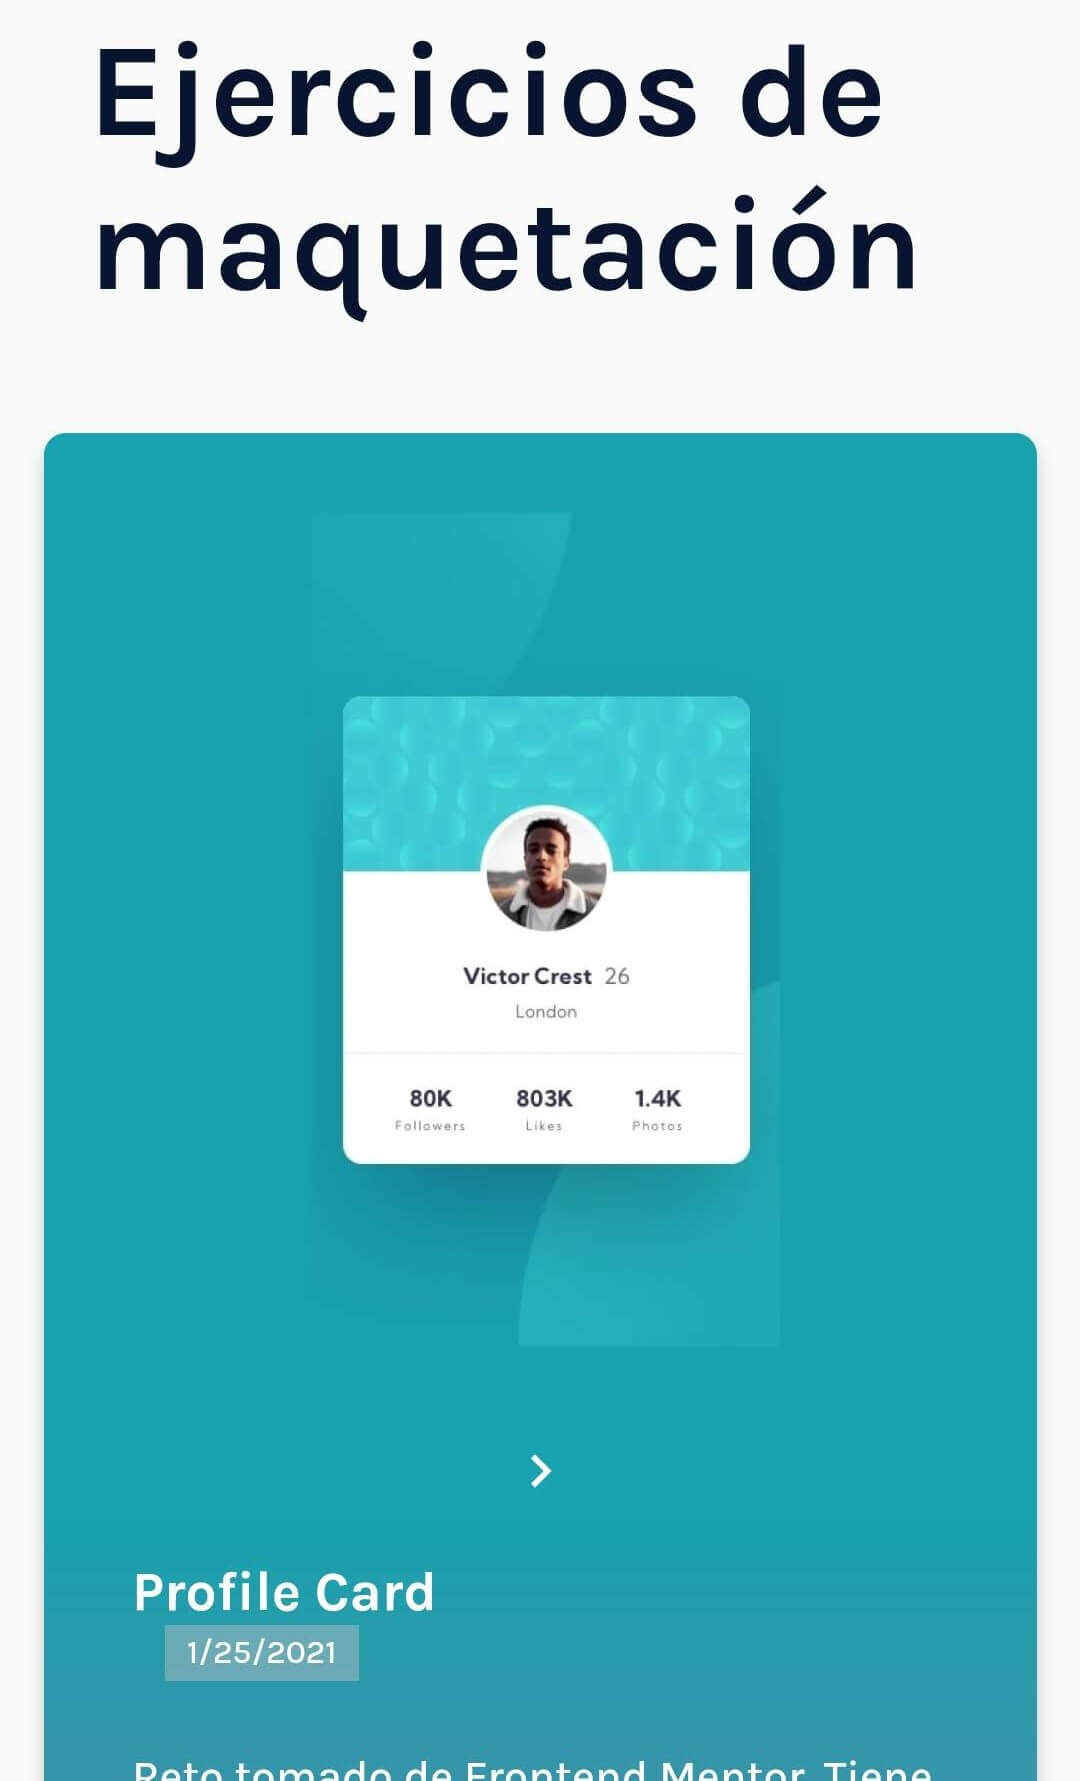 Ejercicios de
maquetación
Victor Crest 26
London
80K 803K 1.4K
Followers Likes Photos
Profile Card
1/25/2021
Reto tomado de Frontend Mentor. Tiene